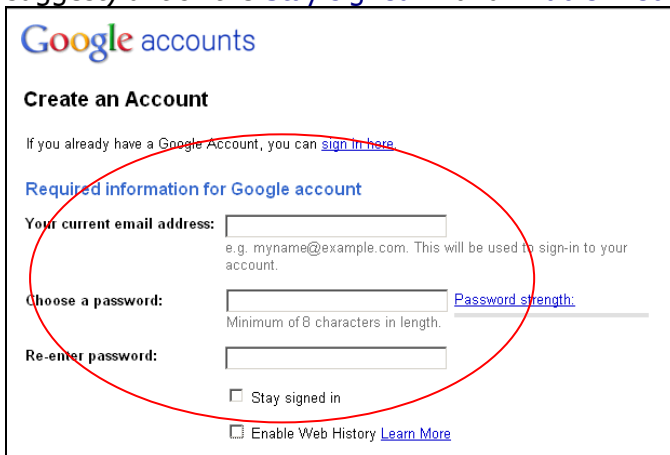 Google accounts
Create an Account
If you already have a Google Account, you can sign in here.
Required information for Google account
Your current email address:
e.g. myname@example.com. This will be used to sign-in to your
account.
Choose a password:
Password strength:
Minimum of 8 characters in length.
Re-enter password:
Stay signed in
Enable Web History Learn More